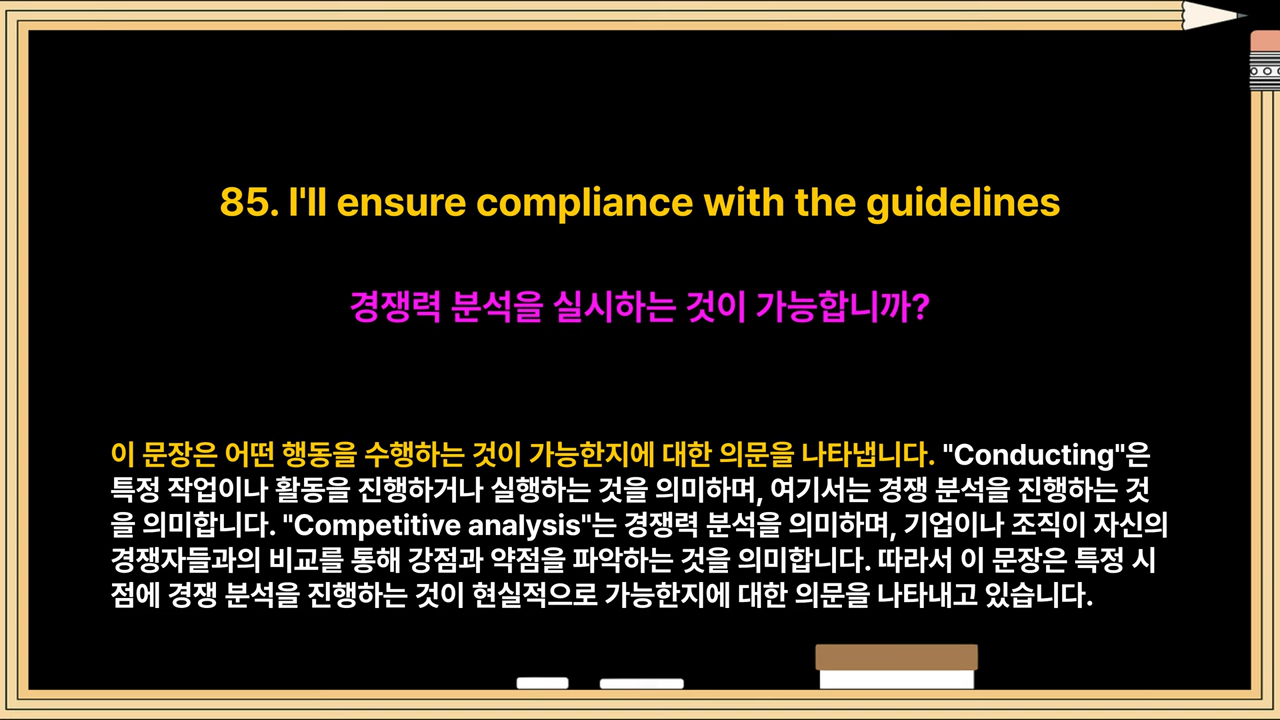 85. I'll ensure compliance with the guidelines
경쟁력 분석을 실시하는 것이 가능합니까?
이 문장은 어떤 행동을 수행하는 것이 가능한지에 대한 의문을 나타냅니다. "Conducting"은
특정 작업이나 활동을 진행하거나 실행하는 것을 의미하며, 여기서는 경쟁 분석을 진행하는 것
을 의미합니다. "Competitive analysis"는 경쟁력 분석을 의미하며, 기업이나 조직이 자신의
경쟁자들과의 비교를 통해 강점과 약점을 파악하는 것을 의미합니다. 따라서 이 문장은 특정 시
점에 경쟁 분석을 진행하는 것이 현실적으로 가능한지에 대한 의문을 나타내고 있습니다.